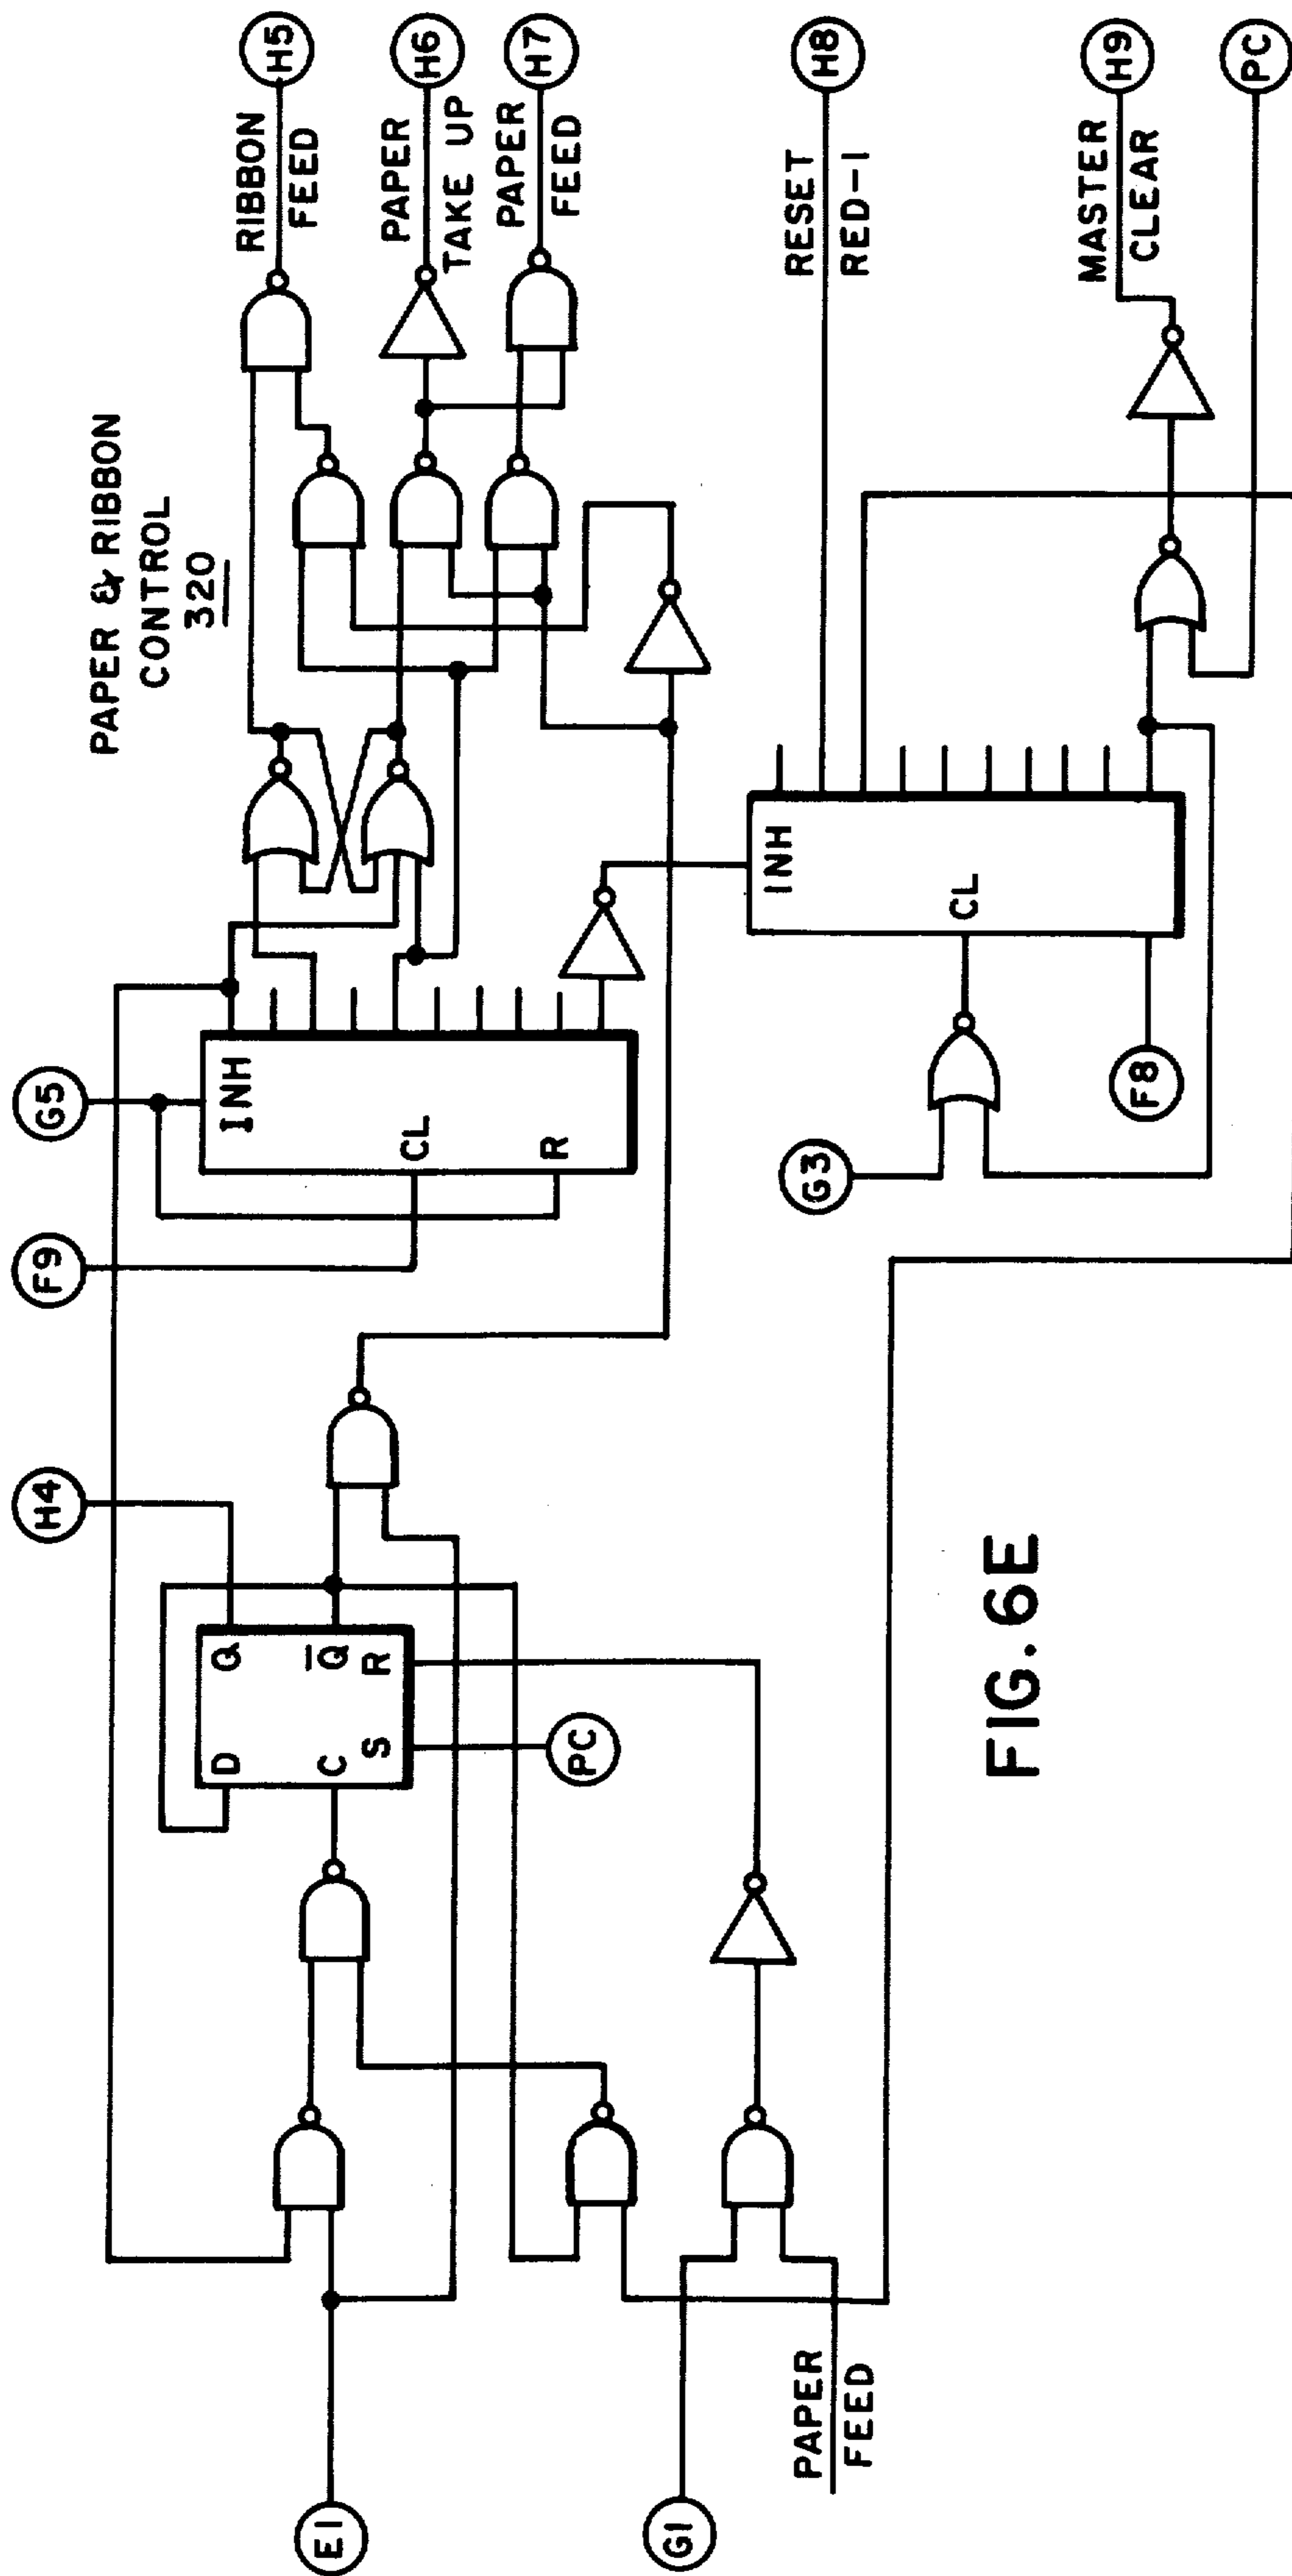 PAPER & RIBBON
CONTROL
320
E1
G1
PAPER
FEED
D
Q
C
Q
S
R
PC
H4
F9
G5
INH
CL
R
G3
F8
INH
CL
RIBBON
FEED
H5
PAPER
TAKE UP
H6
PAPER
FEED
H7
RESET
RED-1
H8
MASTER
CLEAR
H9
PC
FIG. 6E